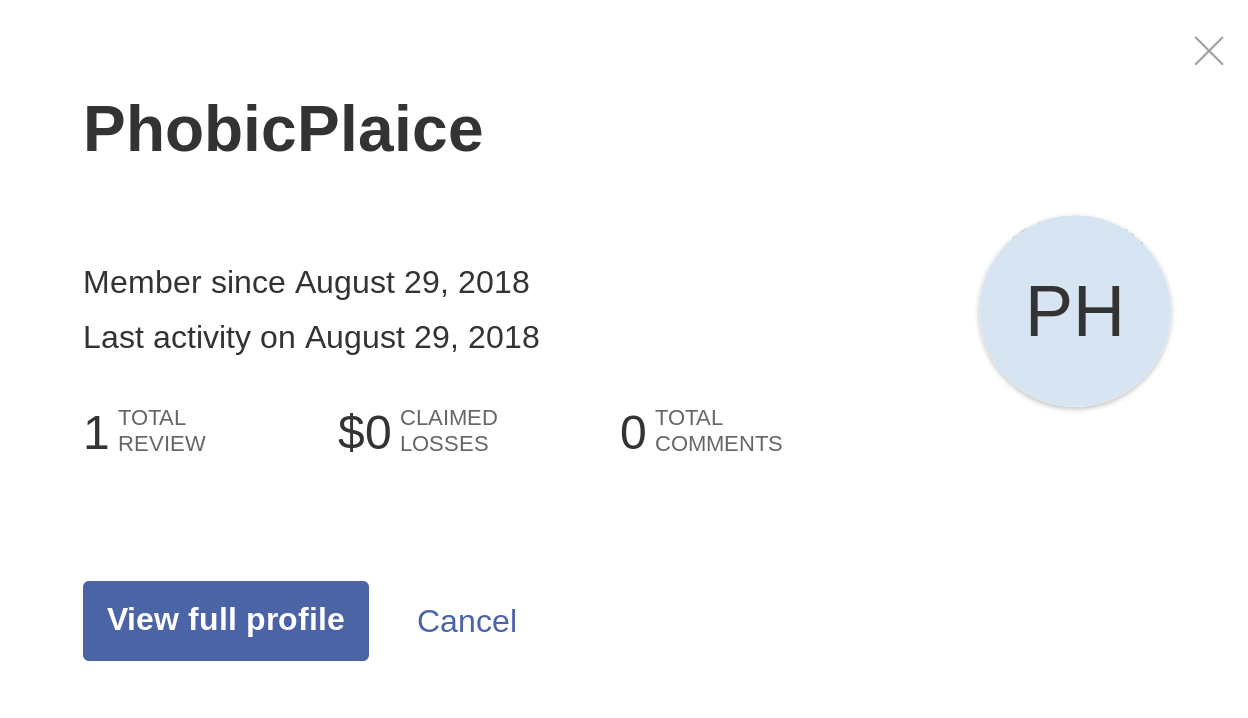 PhobicPlaice
Member since August 29, 2018
Last activity on August 29, 2018
PH
1 TOTAL REVIEW
$0 CLAIMED LOSSES
0 TOTAL COMMENTS
View full profile
Cancel